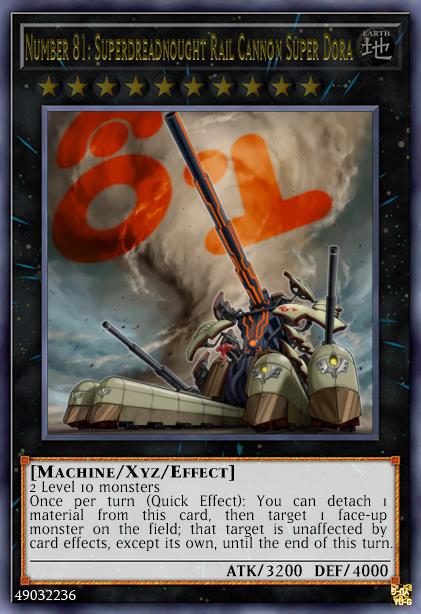 Number 81: Superdreadnought Rail Cannon Super Dora
EARTH
地
81
[Machine/Xyz/Effect]
2 Level 10 monsters
Once per turn (Quick Effect): You can detach 1
material from this card, then target 1 face-up
monster on the field; that target is unaffected by
card effects, except its own, until the end of this turn.
ATK/3200 DEF/4000
49032236